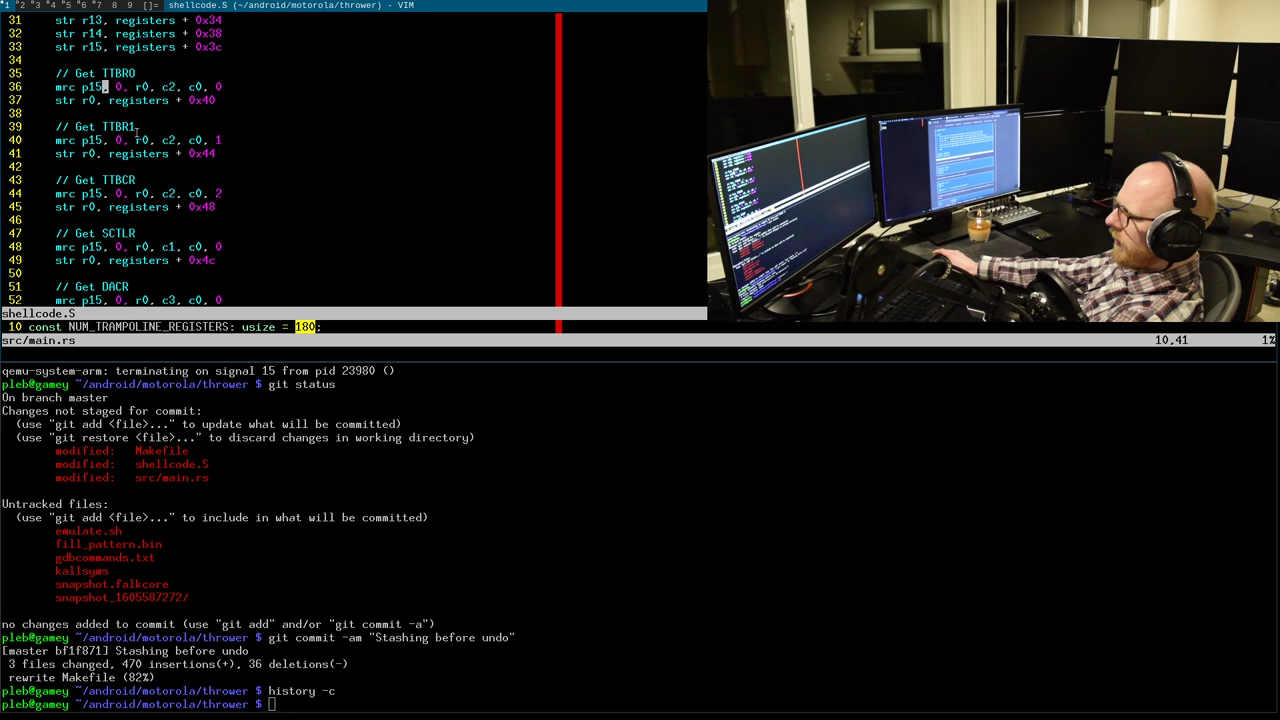 1 2 3 4 5 6 7 8 9 []= shellcode.S (~/android/motorola/thrower) - VIM
31 str r13, registers + 0x34
32 str r14, registers + 0x38
33 str r15, registers + 0x3c
34
35 // Get TTBR0
36 mrc p15, 0, r0, c2, c0, 0
37 str r0, registers + 0x40
38
39 // Get TTBR1
40 mrc p15, 0, r0, c2, c0, 1
41 str r0, registers + 0x44
42
43 // Get TTBCR
44 mrc p15, 0, r0, c2, c0, 2
45 str r0, registers + 0x48
46
47 // Get SCTLR
48 mrc p15, 0, r0, c1, c0, 0
49 str r0, registers + 0x4c
50
51 // Get DACR
52 mrc p15, 0, r0, c3, c0, 0
shellcode.S
10 const NUM_TRAMPOLINE_REGISTERS: usize = 180;
src/main.rs 10,41 1%
qemu-system-arm: terminating on signal 15 from pid 23980 ()
pleb@gamey ~/android/motorola/thrower $ git status
On branch master
Changes not staged for commit:
(use "git add <file>..." to update what will be committed)
(use "git restore <file>..." to discard changes in working directory)
modified: Makefile
modified: shellcode.S
modified: src/main.rs
Untracked files:
(use "git add <file>..." to include in what will be committed)
emulate.sh
fill_pattern.bin
gdbcommands.txt
kallsyms
snapshot.falkcore
snapshot_1605587272/
no changes added to commit (use "git add" and/or "git commit -a")
pleb@gamey ~/android/motorola/thrower $ git commit -am "Stashing before undo"
[master bf1f871] Stashing before undo
3 files changed, 470 insertions(+), 36 deletions(-)
rewrite Makefile (82%)
pleb@gamey ~/android/motorola/thrower $ history -c
pleb@gamey ~/android/motorola/thrower $